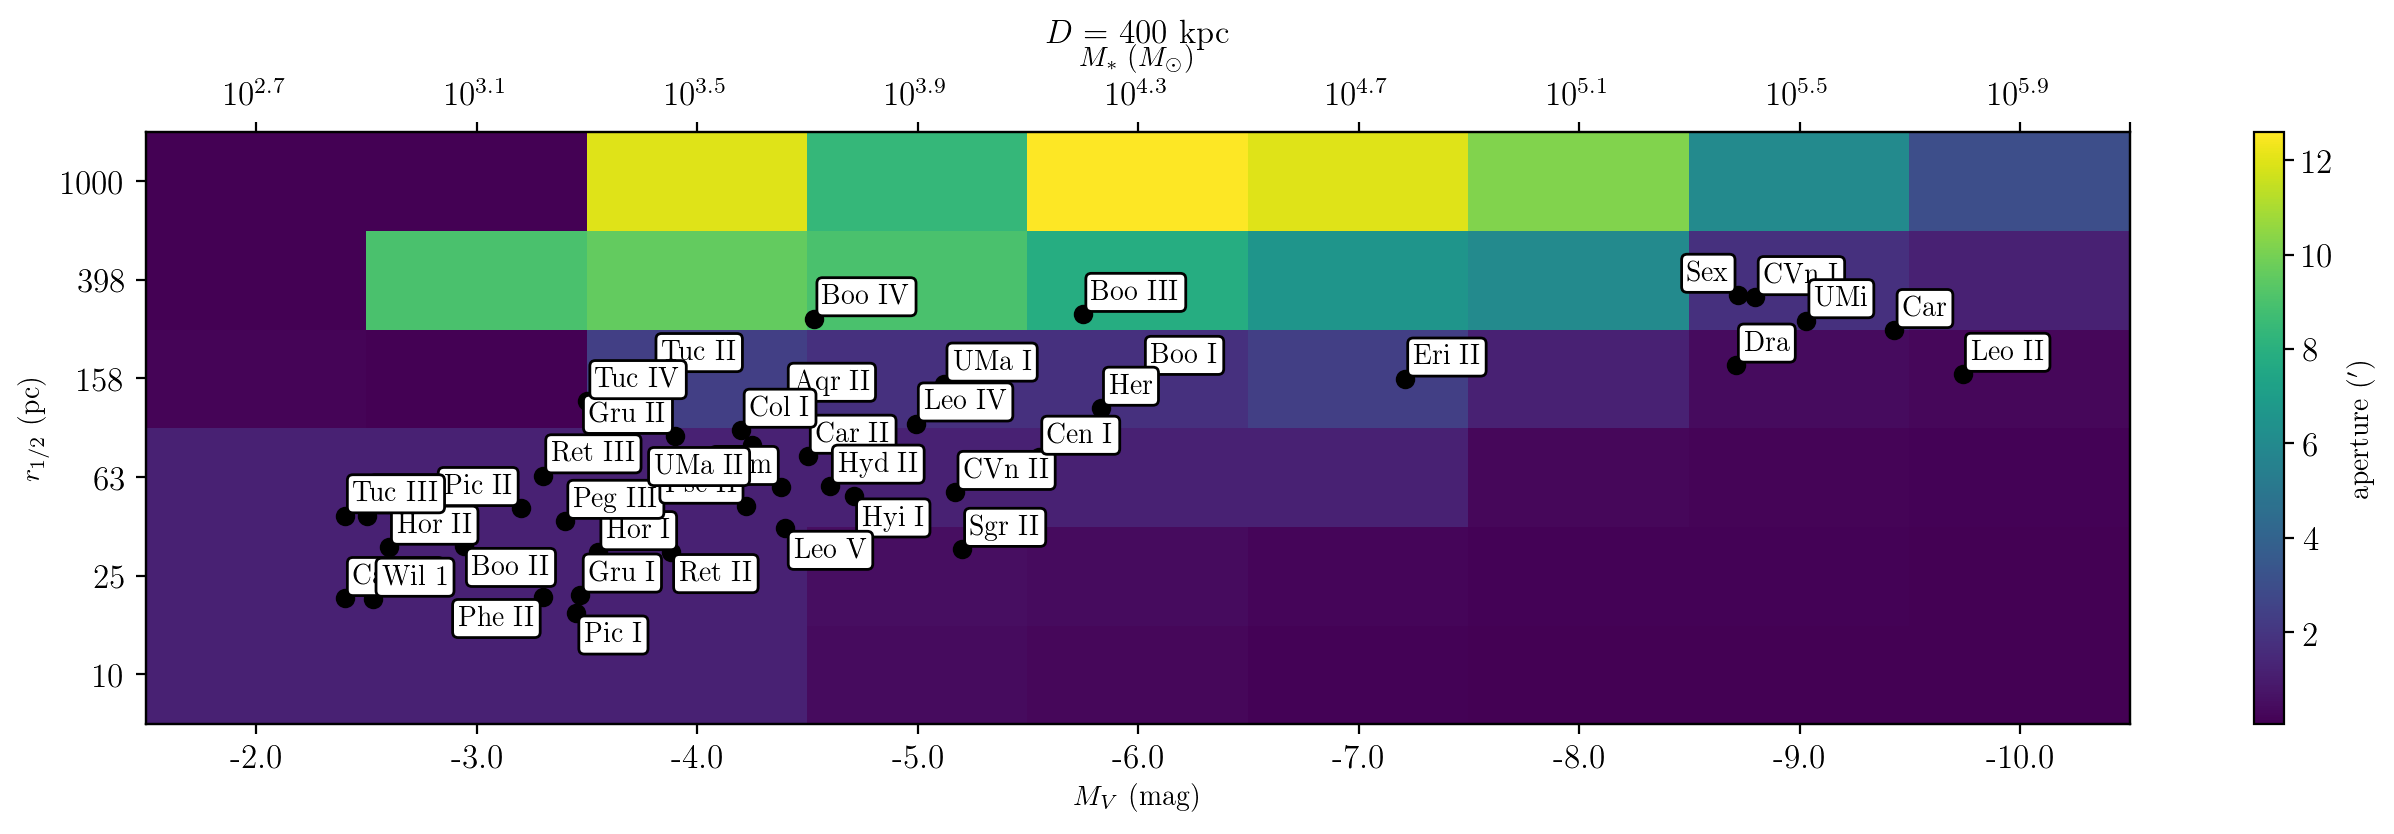 D = 400 kpc
M* (M⊙)
10^2.7 10^3.1 10^3.5 10^3.9 10^4.3 10^4.7 10^5.1 10^5.5 10^5.9
1000
398
158
63
25
10
r1/2 (pc)
Sex
CVn I
UMi
Car
Boo IV
Boo III
Dra
Leo II
Tuc II
Tuc IV
Gru II
Aqr II
Col I
UMa I
Leo IV
Boo I
Her
Eri II
Car II
Cen I
Ret III
UMa II
Hyd II
CVn II
Pic II
Tuc III
Peg III
Hor II
Hor I
Hyi I
Sgr II
Leo V
Boo II
Ret II
Wil 1
Gru I
Phe II
Pic I
-2.0 -3.0 -4.0 -5.0 -6.0 -7.0 -8.0 -9.0 -10.0
MV (mag)
12
10
8
6
4
2
aperture (′)